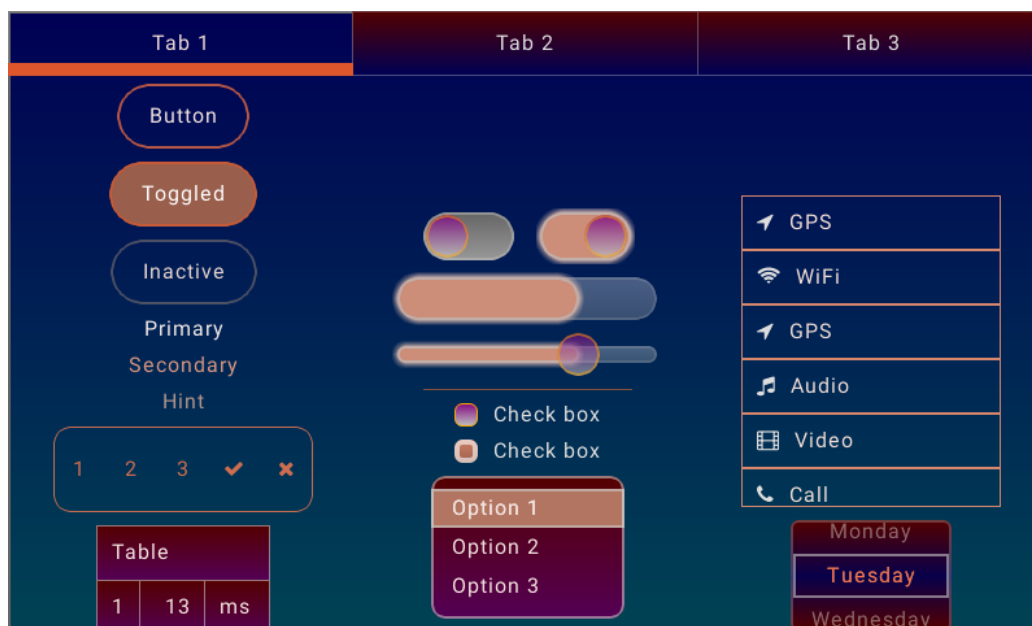 Tab 1
Tab 2
Tab 3
Button
Toggled
Inactive
Primary
Secondary
Hint
1 2 3
Table
1 13 ms
Check box
Check box
Option 1
Option 2
Option 3
GPS
WiFi
GPS
Audio
Video
Call
Monday
Tuesday
Wednesday